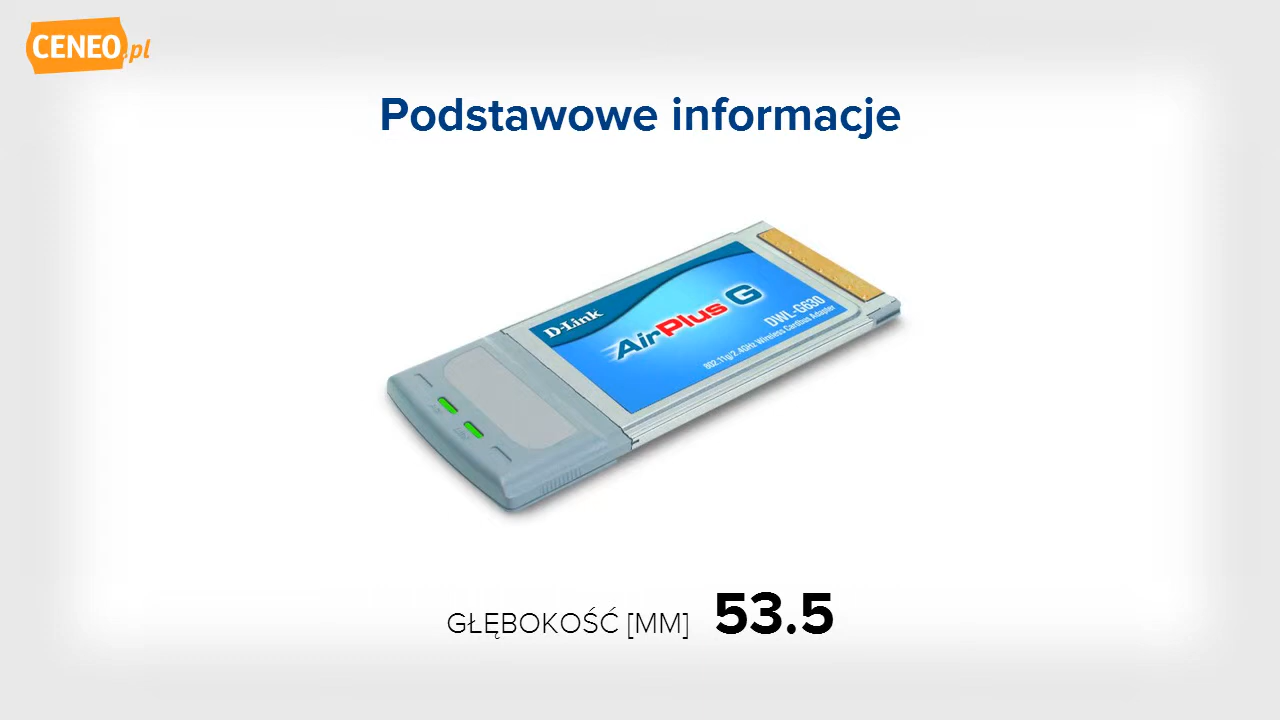 CENEO.pl
Podstawowe informacje
D-Link
AirPlus G
DWL-G630
802.11g/2.4GHz Wireless Cardbus Adapter
GŁĘBOKOŚĆ [MM] 53.5